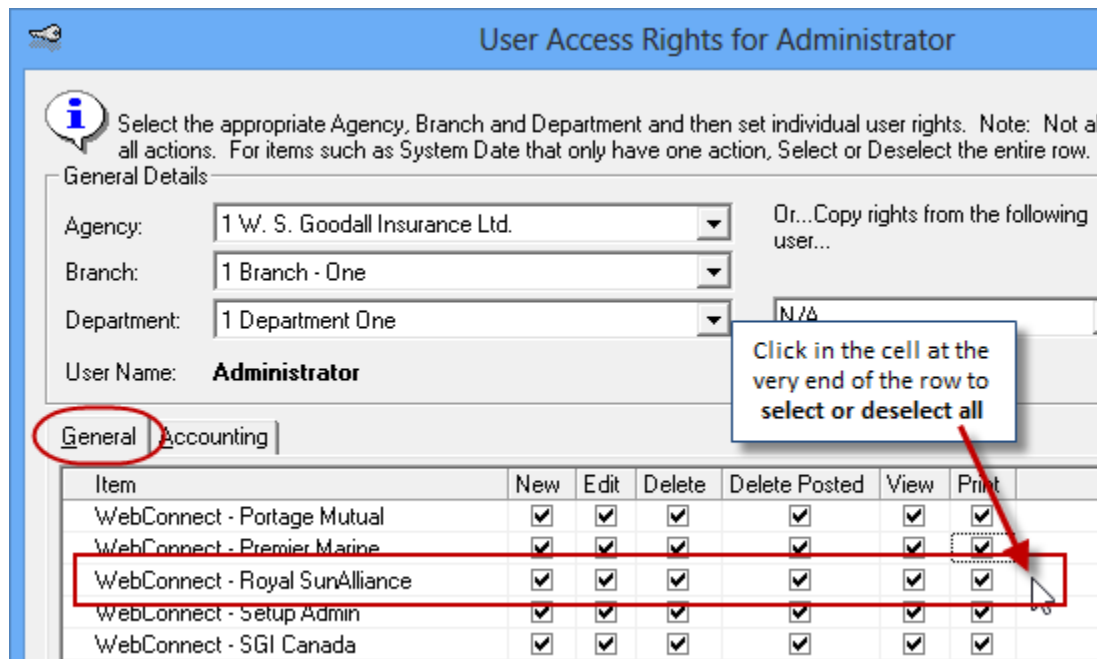 User Access Rights for Administrator
Select the appropriate Agency, Branch and Department and then set individual user rights. Note: Not
all actions. For items such as System Date that only have one action, Select or Deselect the entire row.
General Details
Agency: 1 W. S. Goodall Insurance Ltd.
Or...Copy rights from the following
user...
Branch: 1 Branch - One
Department: 1 Department One
N/A
User Name: Administrator
Click in the cell at the
very end of the row to
select or deselect all
General Accounting
Item New Edit Delete Delete Posted View Print
WebConnect - Portage Mutual
WebConnect - Premier Marine
WebConnect - Royal SunAlliance
WebConnect - Setup Admin
WebConnect - SGI Canada